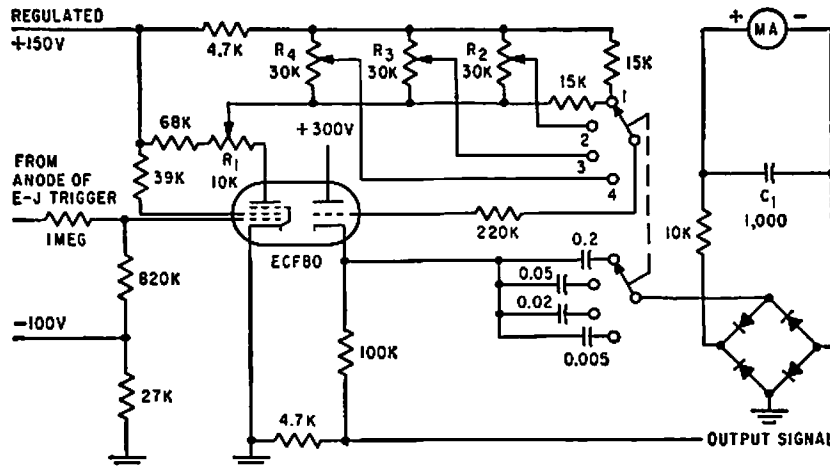 REGULATED
+150V
4.7K
R4
30K
R3
30K
R2
30K
15K
15K
+ MA -
1
2
3
4
68K
R1
10K
+300V
39K
FROM
ANODE OF
E-J TRIGGER
1MEG
220K
10K
C1
1,000
ECF80
0.2
0.05
0.02
0.005
820K
-100V
27K
100K
4.7K
OUTPUT SIGNAL